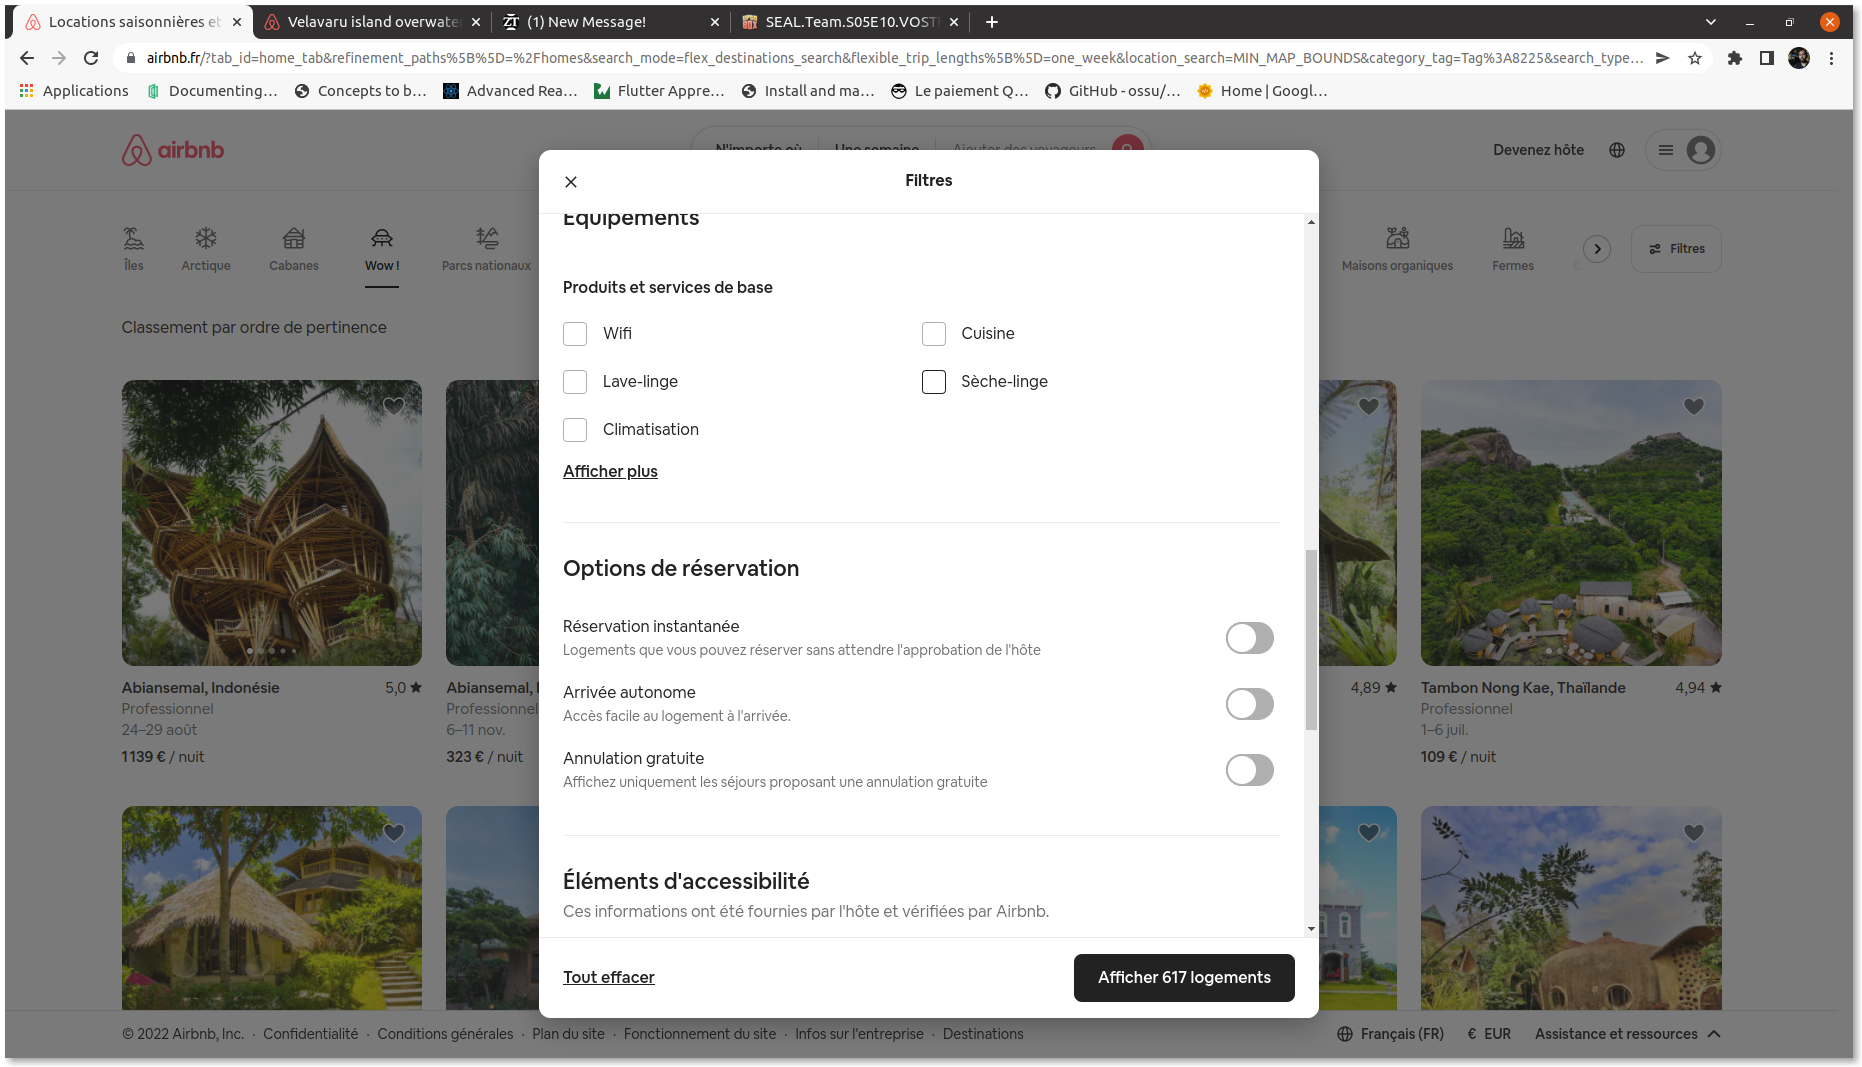 Locations saisonnières et
Velavaru island overwate
(1) New Message!
SEAL.Team.S05E10.VOST
airbnb.fr/?tab_id=home_tab&refinement_paths%5B%5D=%2Fhomes&search_mode=flex_destinations_search&flexible_trip_lengths%5B%5D=one_week&location_search=MIN_MAP_BOUNDS&category_tag=Tag%3A8225&search_type...
Applications
Documenting...
Concepts to b...
Advanced Rea...
Flutter Appre...
Install and ma...
Le paiement Q...
GitHub - ossu/...
Home | Googl...
airbnb
N'importe où
Une semaine
Ajouter des voyageurs
Devenez hôte
Filtres
Îles
Arctique
Cabanes
Wow !
Parcs nationaux
Maisons organiques
Fermes
Filtres
Classement par ordre de pertinence
Équipements
Produits et services de base
Wifi
Cuisine
Lave-linge
Sèche-linge
Climatisation
Afficher plus
Options de réservation
Réservation instantanée
Logements que vous pouvez réserver sans attendre l'approbation de l'hôte
Arrivée autonome
Accès facile au logement à l'arrivée.
Annulation gratuite
Affichez uniquement les séjours proposant une annulation gratuite
Éléments d'accessibilité
Ces informations ont été fournies par l'hôte et vérifiées par Airbnb.
Tout effacer
Afficher 617 logements
Abiansemal, Indonésie
5,0
Professionnel
24–29 août
1 139 € / nuit
Abiansemal,
Professionnel
6–11 nov.
323 € / nuit
4,89
Tambon Nong Kae, Thaïlande
4,94
Professionnel
1–6 juil.
109 € / nuit
© 2022 Airbnb, Inc. · Confidentialité · Conditions générales · Plan du site · Fonctionnement du site · Infos sur l'entreprise · Destinations
Français (FR)
€ EUR
Assistance et ressources